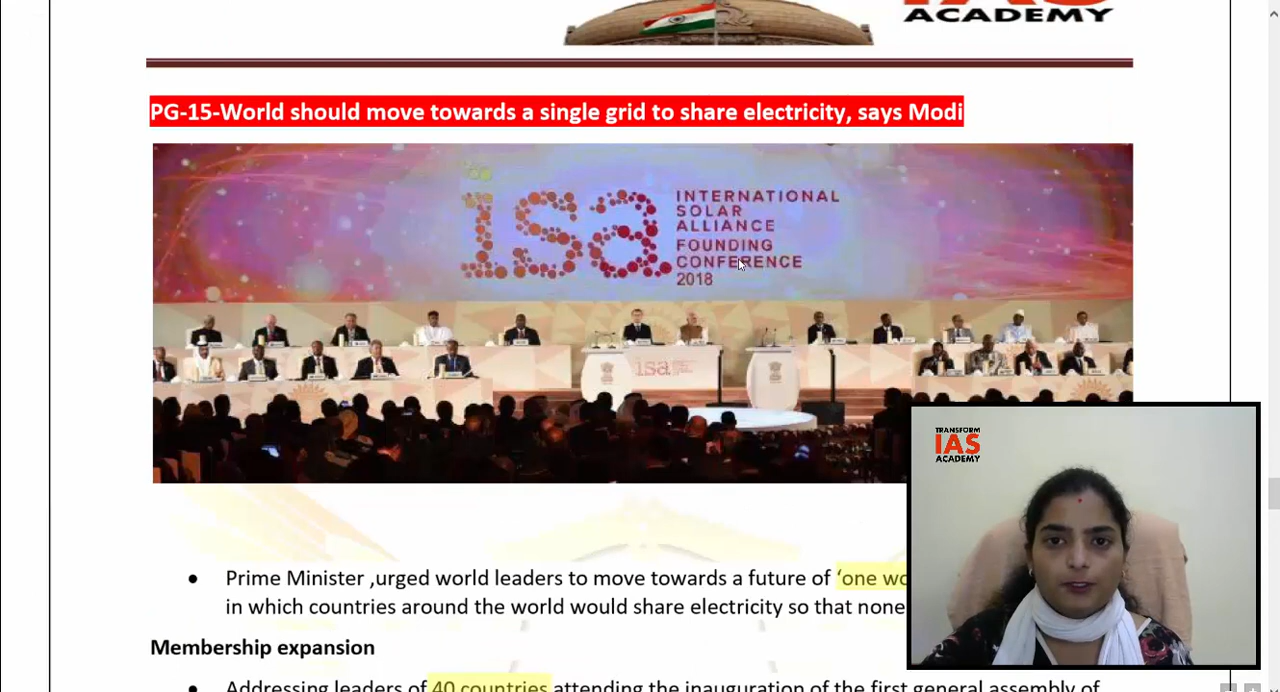 IAS
ACADEMY
PG-15-World should move towards a single grid to share electricity, says Modi
isa
INTERNATIONAL
SOLAR
ALLIANCE
FOUNDING
CONFERENCE
2018
isa
TRANSFORM
IAS
ACADEMY
• Prime Minister ,urged world leaders to move towards a future of ‘one
in which countries around the world would share electricity so that none
Membership expansion
• Addressing leaders of 40 countries attending the inauguration of the first general assembly of